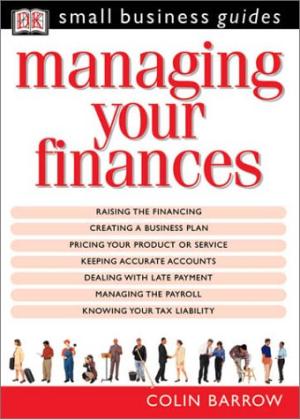 DK small business guides
managing
your
finances
RAISING THE FINANCING
CREATING A BUSINESS PLAN
PRICING YOUR PRODUCT OR SERVICE
KEEPING ACCURATE ACCOUNTS
DEALING WITH LATE PAYMENT
MANAGING THE PAYROLL
KNOWING YOUR TAX LIABILITY
COLIN BARROW